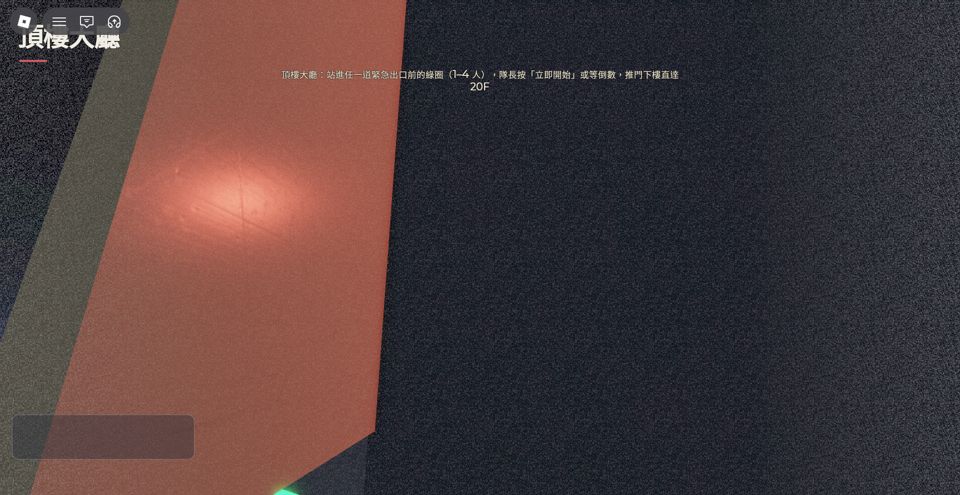 頂樓大廳
頂樓大廳：站進任一道緊急出口前的綠圈（1–4 人），隊長按「立即開始」或等倒數，推門下樓直達
20F